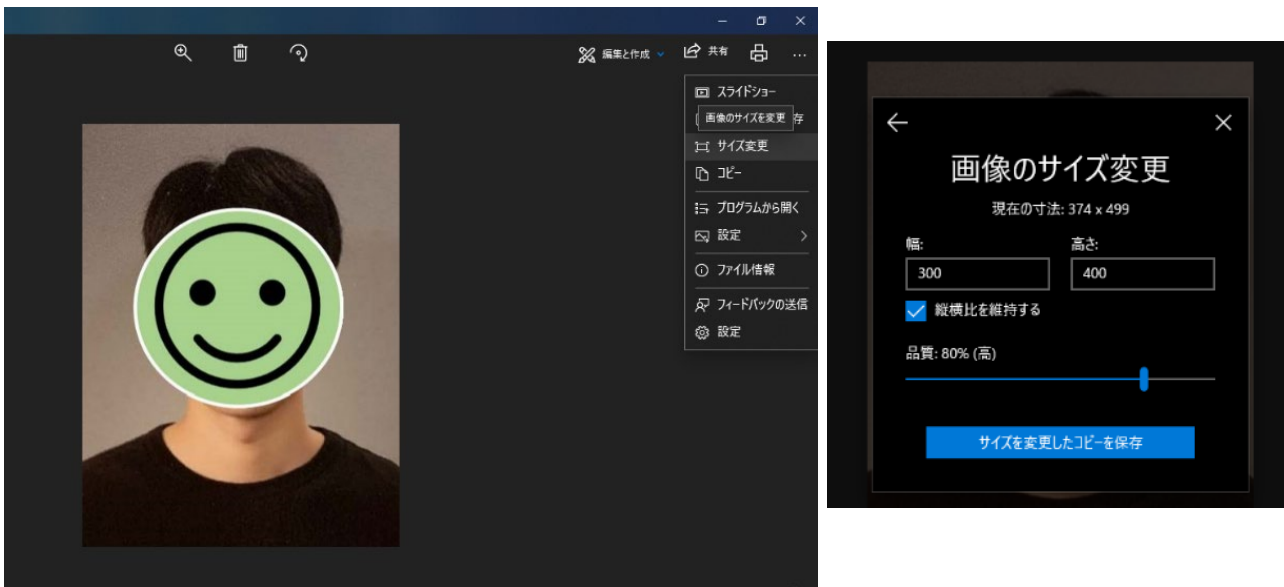 編集と作成
共有
スライドショー
画像のサイズを変更
存
サイズ変更
コピー
プログラムから開く
設定
ファイル情報
フィードバックの送信
設定
画像のサイズ変更
現在の寸法: 374 x 499
幅: 高さ:
300 400
縦横比を維持する
品質: 80% (高)
サイズを変更したコピーを保存